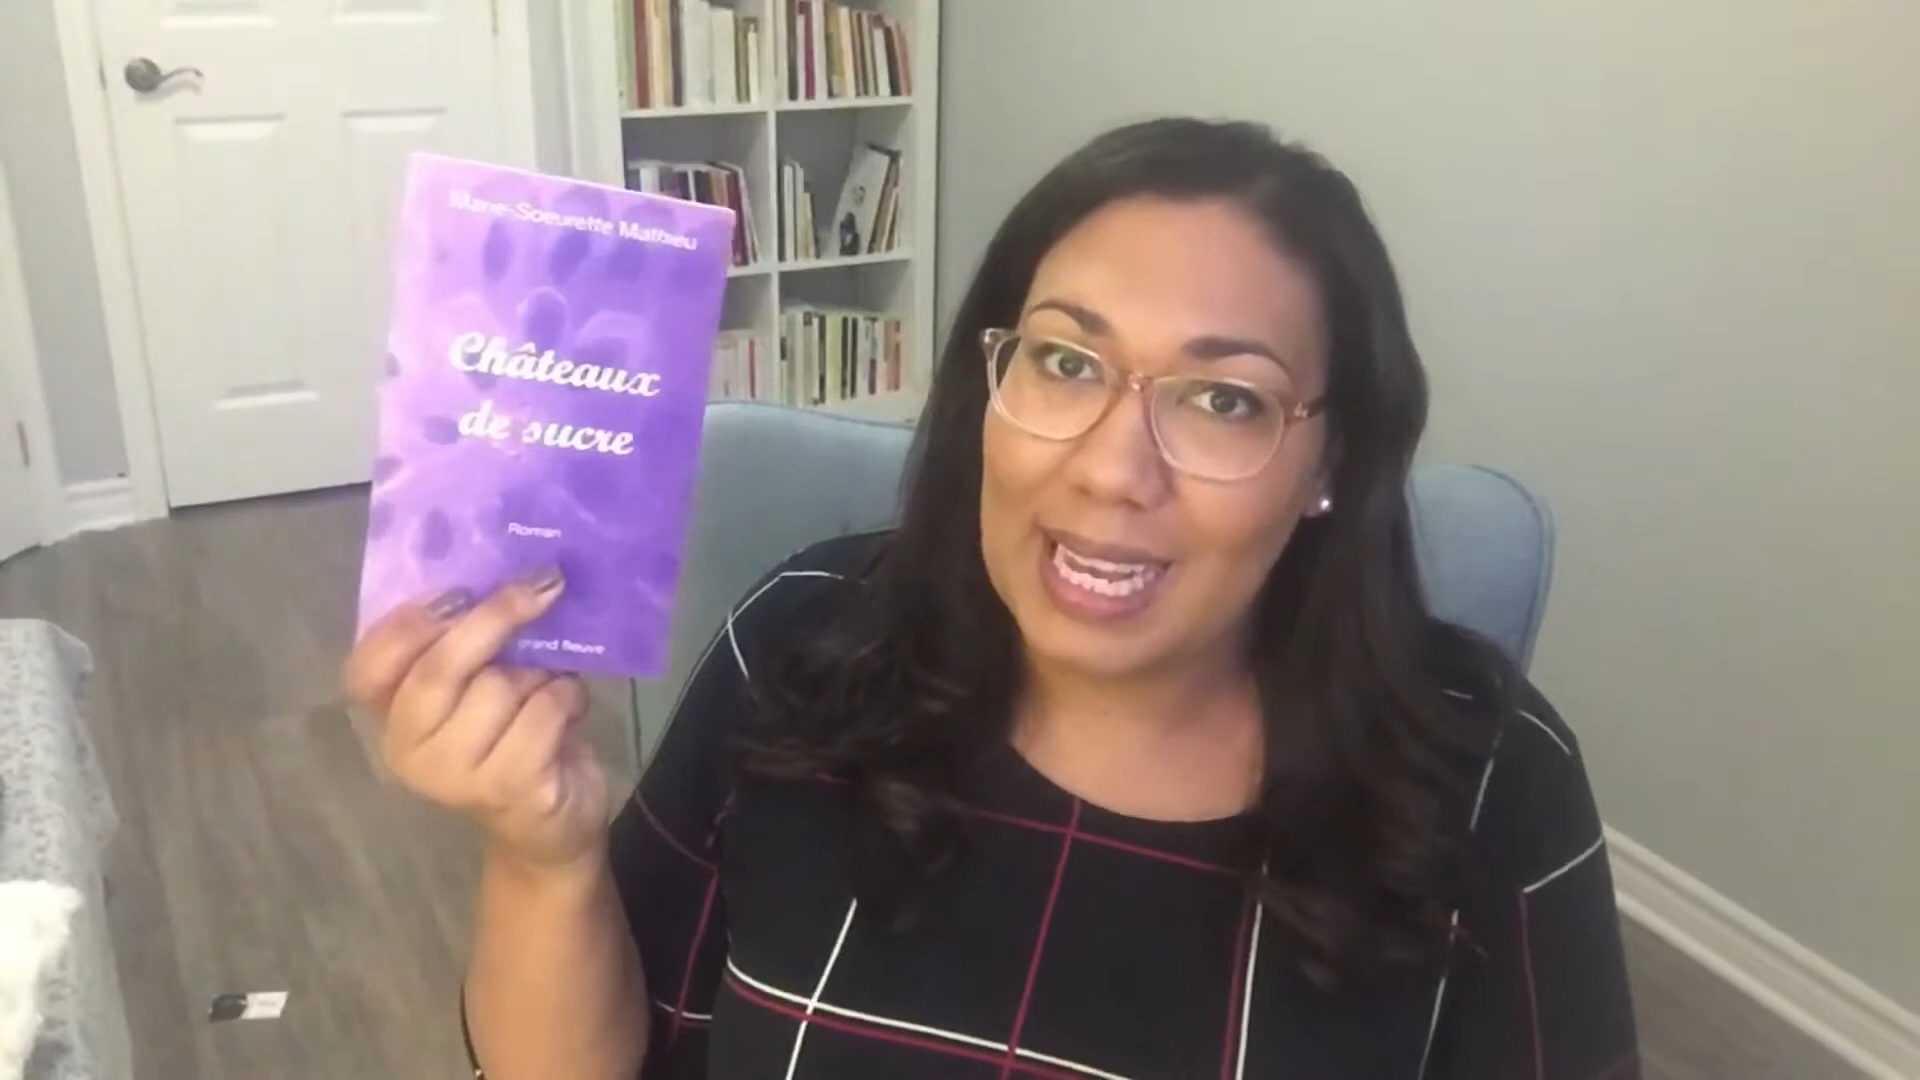 Marie-Soeurette Mathieu
Châteaux
de sucre
Roman
grand fleuve